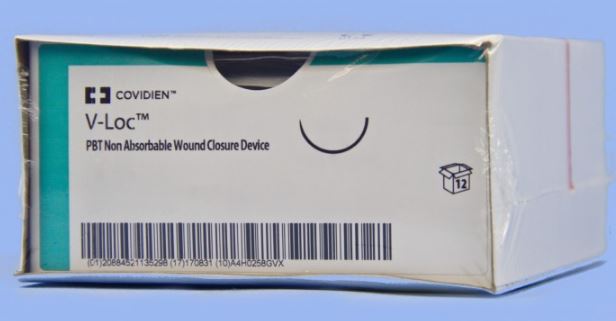 COVIDIEN™
V-Loc™
PBT Non Absorbable Wound Closure Device
12
(01)20884521135298 (17)170831 (10)A4H0258GVX